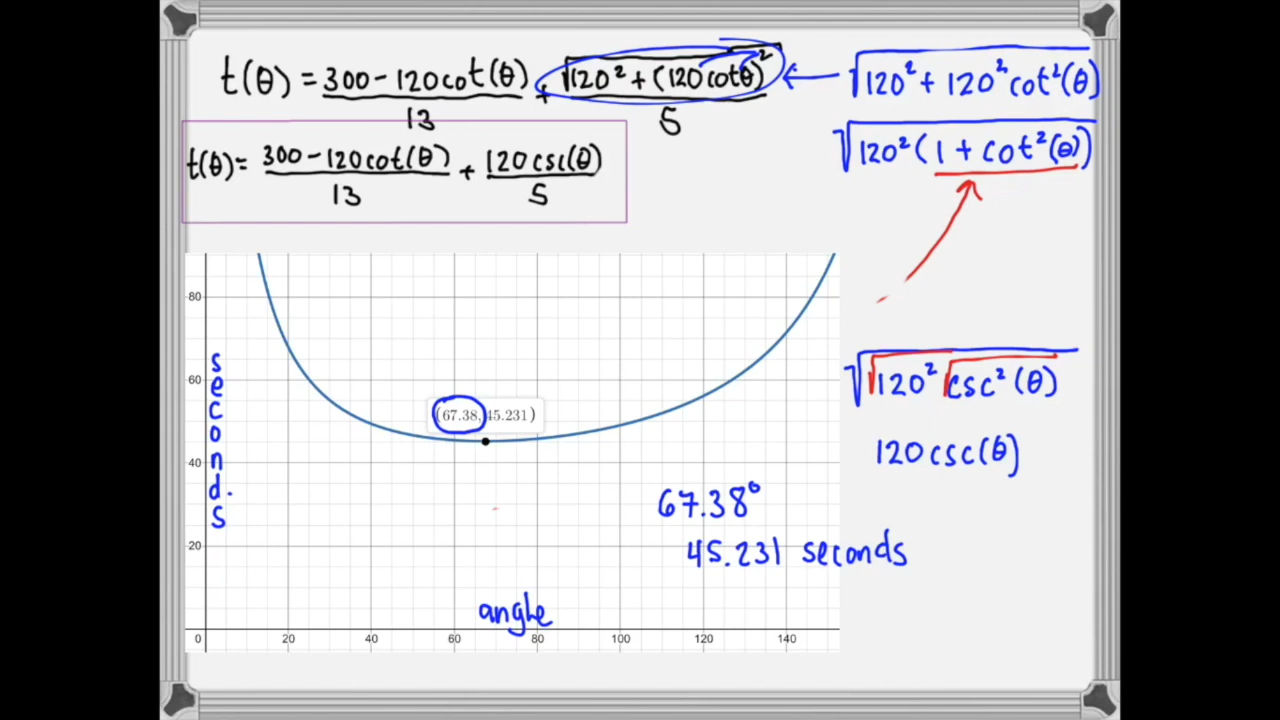 t(θ) = 300 - 120cot(θ) / 13 + √120² + (120cotθ)² / 5
√120² + 120² cot²(θ)
√120² (1 + cot²(θ))
t(θ) = 300 - 120cot(θ) / 13 + 120csc(θ) / 5
√120² √csc²(θ)
120csc(θ)
80
60
40
20
seconds
(67.38, 45.231)
67.38°
45.231 seconds
angle
0 20 40 60 80 100 120 140